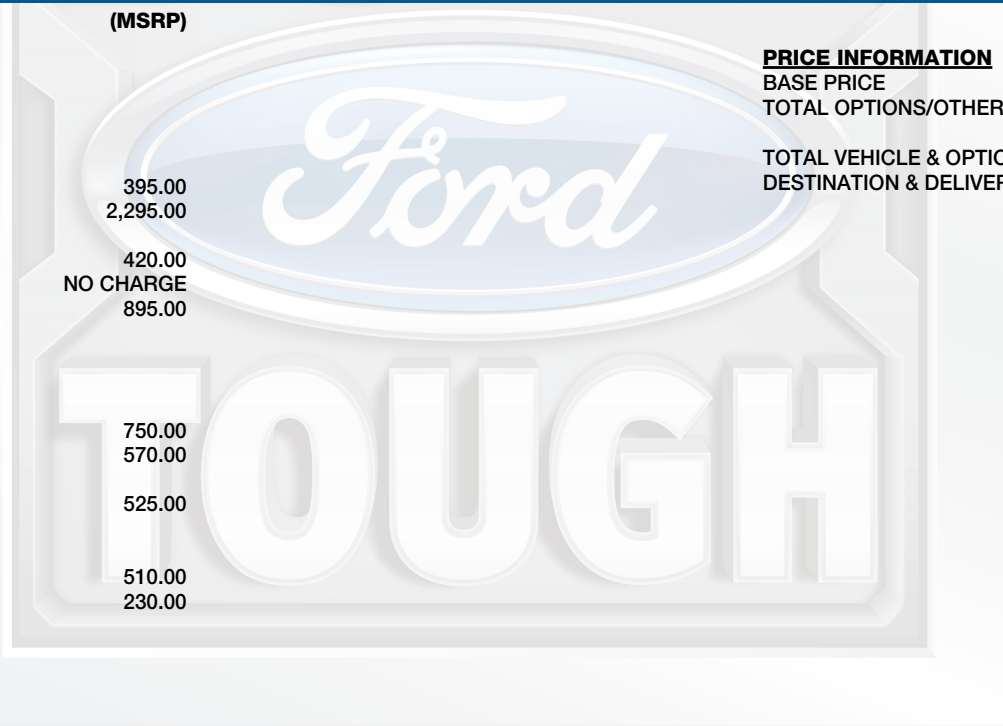 (MSRP)
PRICE INFORMATION
BASE PRICE
TOTAL OPTIONS/OTHER
TOTAL VEHICLE & OPTIO
DESTINATION & DELIVER
395.00
2,295.00
420.00
NO CHARGE
895.00
750.00
570.00
525.00
510.00
230.00
Ford
TOUGH